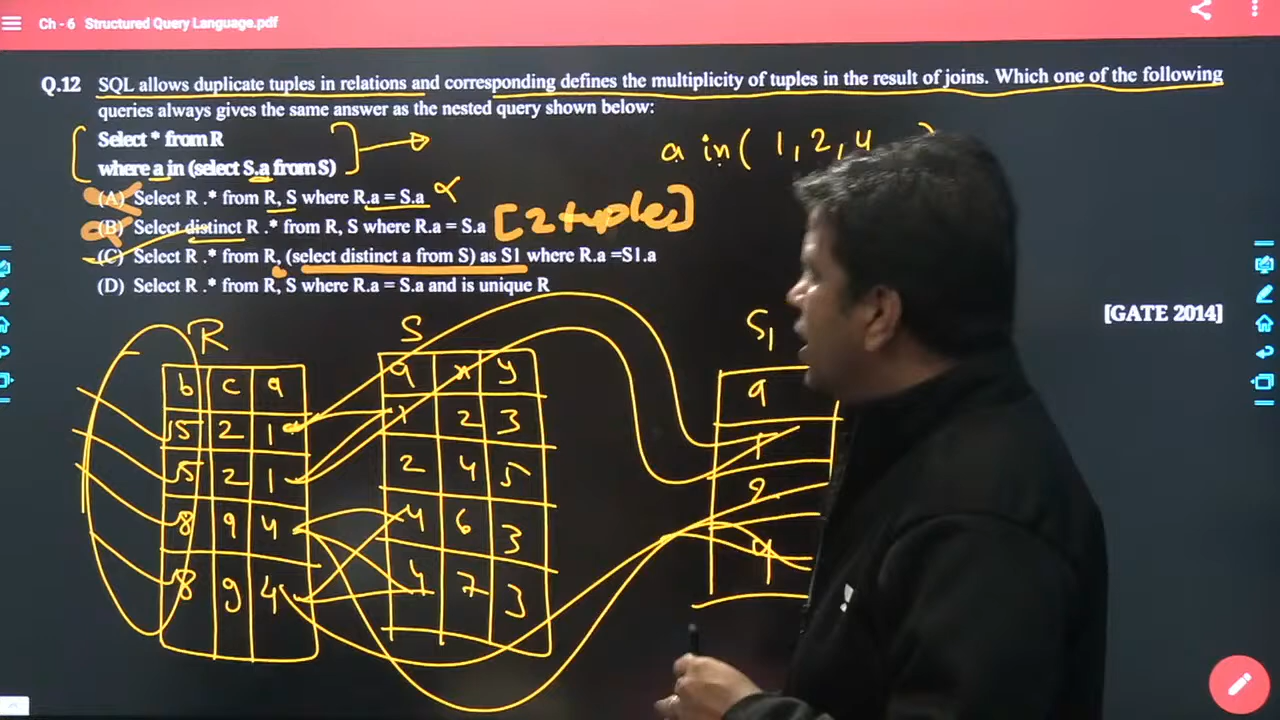 Ch - 6 Structured Query Language.pdf
Q.12 SQL allows duplicate tuples in relations and corresponding defines the multiplicity of tuples in the result of joins. Which one of the following
queries always gives the same answer as the nested query shown below:
Select * from R
where a in (select S.a from S)
a in ( 1, 2, 4 )
(A) Select R .* from R, S where R.a = S.a
(B) Select distinct R .* from R, S where R.a = S.a [2 tuples]
(C) Select R .* from R, (select distinct a from S) as S1 where R.a =S1.a
(D) Select R .* from R, S where R.a = S.a and is unique R
[GATE 2014]
R S S1
b c a a x y a
15 2 1 1 2 3 1
15 2 1 2 4 5 2
8 9 4 4 6 3 4
8 9 4 4 7 3